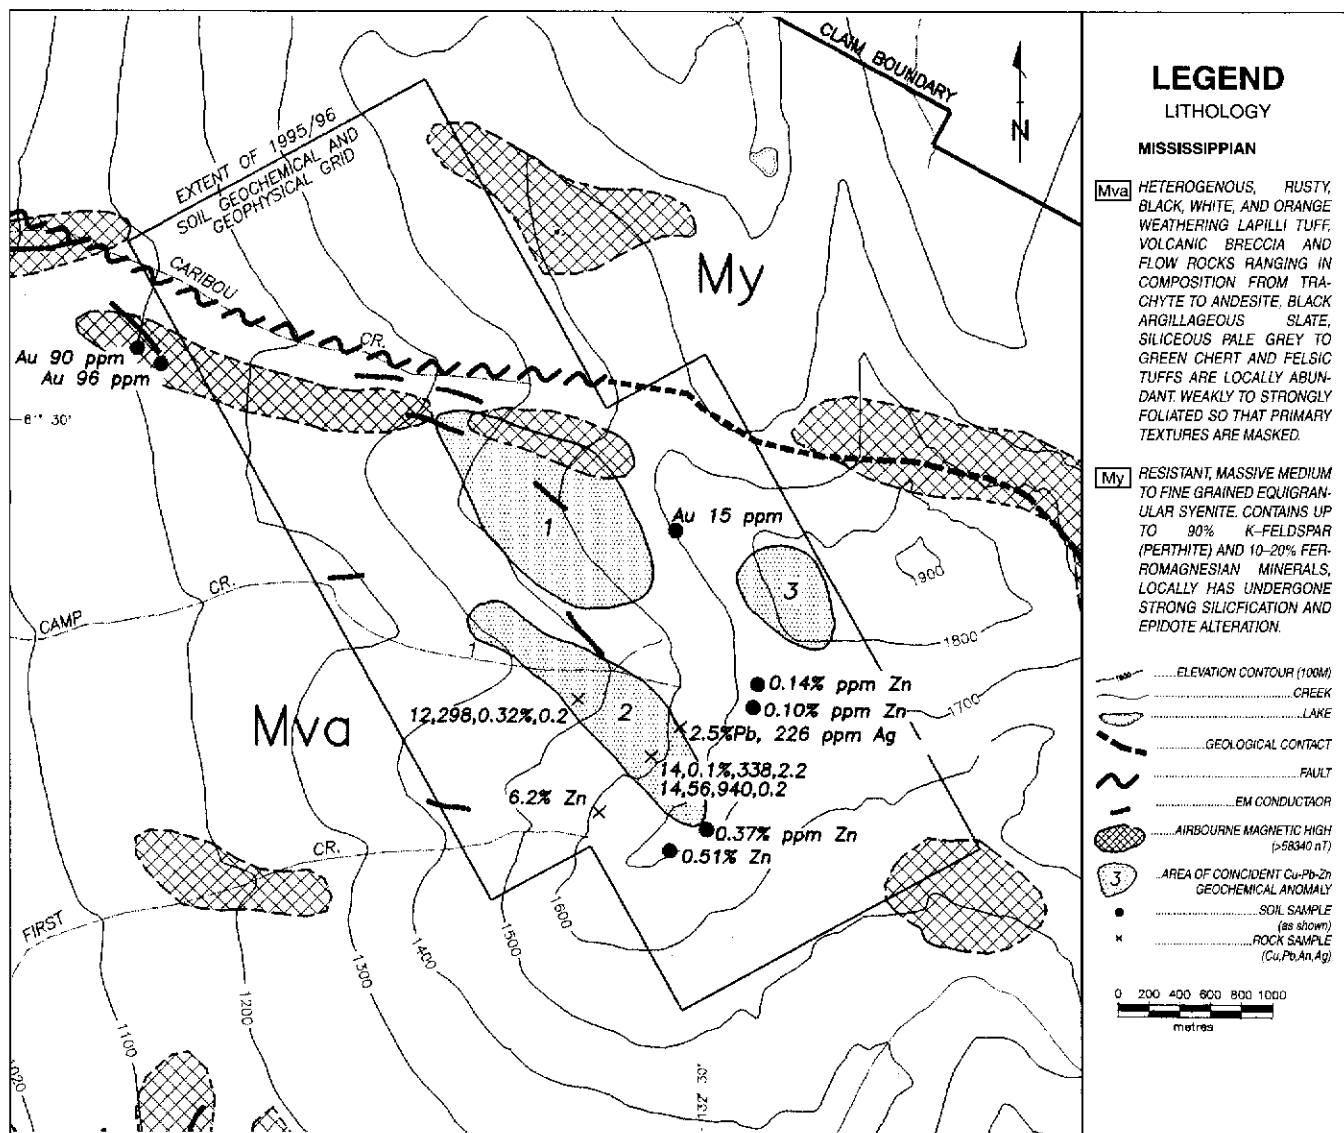 CLAIM BOUNDARY
N
EXTENT OF 1995/96
SOIL GEOCHEMICAL AND
GEOPHYSICAL GRID
My
CARIBOU
CR.
Au 90 ppm
Au 96 ppm
30'
1
Au 15 ppm
3
1900
1800
CAMP
CR.
1
0.14% ppm Zn
0.10% ppm Zn
1700
12,298,0.32%,0.2
2
2.5%Pb, 226 ppm Ag
Mva
14,0.1%,338,2.2
14,56,940,0.2
6.2% Zn
0.37% ppm Zn
0.51% Zn
FIRST
CR.
1600
1500
1400
1300
1200
1100
1020
LEGEND
LITHOLOGY
MISSISSIPPIAN
Mva HETEROGENOUS, RUSTY,
BLACK, WHITE, AND ORANGE
WEATHERING LAPILLI TUFF,
VOLCANIC BRECCIA AND
FLOW ROCKS RANGING IN
COMPOSITION FROM TRA-
CHYTE TO ANDESITE, BLACK
ARGILLAGEOUS SLATE,
SILICEOUS PALE GREY TO
GREEN CHERT AND FELSIC
TUFFS ARE LOCALLY ABUN-
DANT. WEAKLY TO STRONGLY
FOLIATED SO THAT PRIMARY
TEXTURES ARE MASKED.
My RESISTANT, MASSIVE MEDIUM
TO FINE GRAINED EQUIGRAN-
ULAR SYENITE. CONTAINS UP
TO 90% K-FELDSPAR
(PERTHITE) AND 10-20% FER-
ROMAGNESIAN MINERALS,
LOCALLY HAS UNDERGONE
STRONG SILICFICATION AND
EPIDOTE ALTERATION.
ELEVATION CONTOUR (100M)
CREEK
LAKE
GEOLOGICAL CONTACT
FAULT
EM CONDUCTAOR
AIRBOURNE MAGNETIC HIGH
(>58340 nT)
3 AREA OF COINCIDENT Cu-Pb-Zn
GEOCHEMICAL ANOMALY
SOIL SAMPLE
(as shown)
ROCK SAMPLE
(Cu,Pb,An,Ag)
0 200 400 600 800 1000
metres